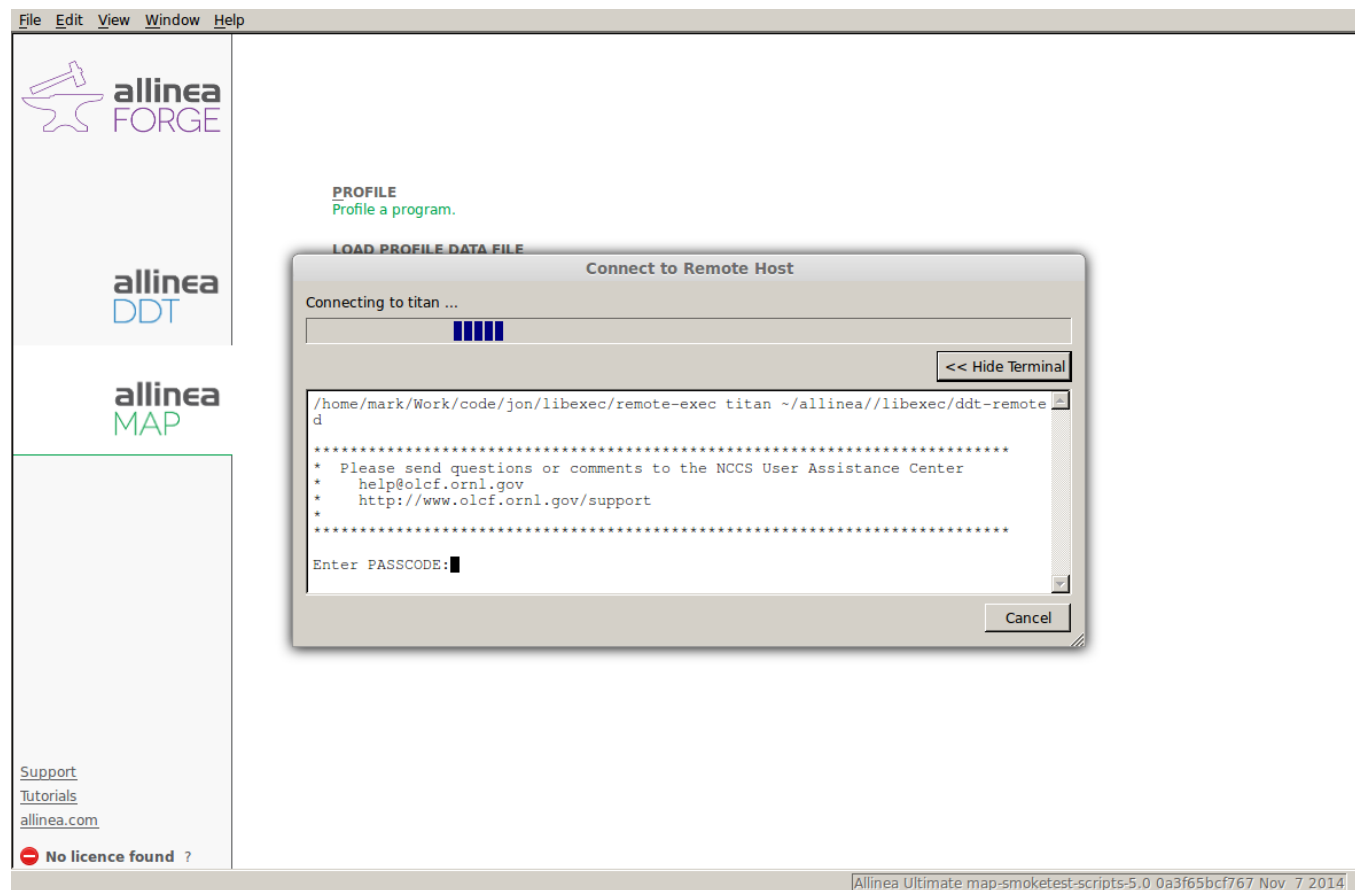 File Edit View Window Help
allinea
FORGE
PROFILE
Profile a program.
LOAD PROFILE DATA FILE
allinea
DDT
allinea
MAP
Connect to Remote Host
Connecting to titan ...
<< Hide Terminal
/home/mark/Work/code/jon/libexec/remote-exec titan ~/allinea//libexec/ddt-remote
d
****************************************************************************
*  Please send questions or comments to the NCCS User Assistance Center
*    help@olcf.ornl.gov
*    http://www.olcf.ornl.gov/support
*
****************************************************************************
Enter PASSCODE:
Cancel
Support
Tutorials
allinea.com
No licence found ?
Allinea Ultimate map-smoketest-scripts-5.0 0a3f65bcf767 Nov 7 2014